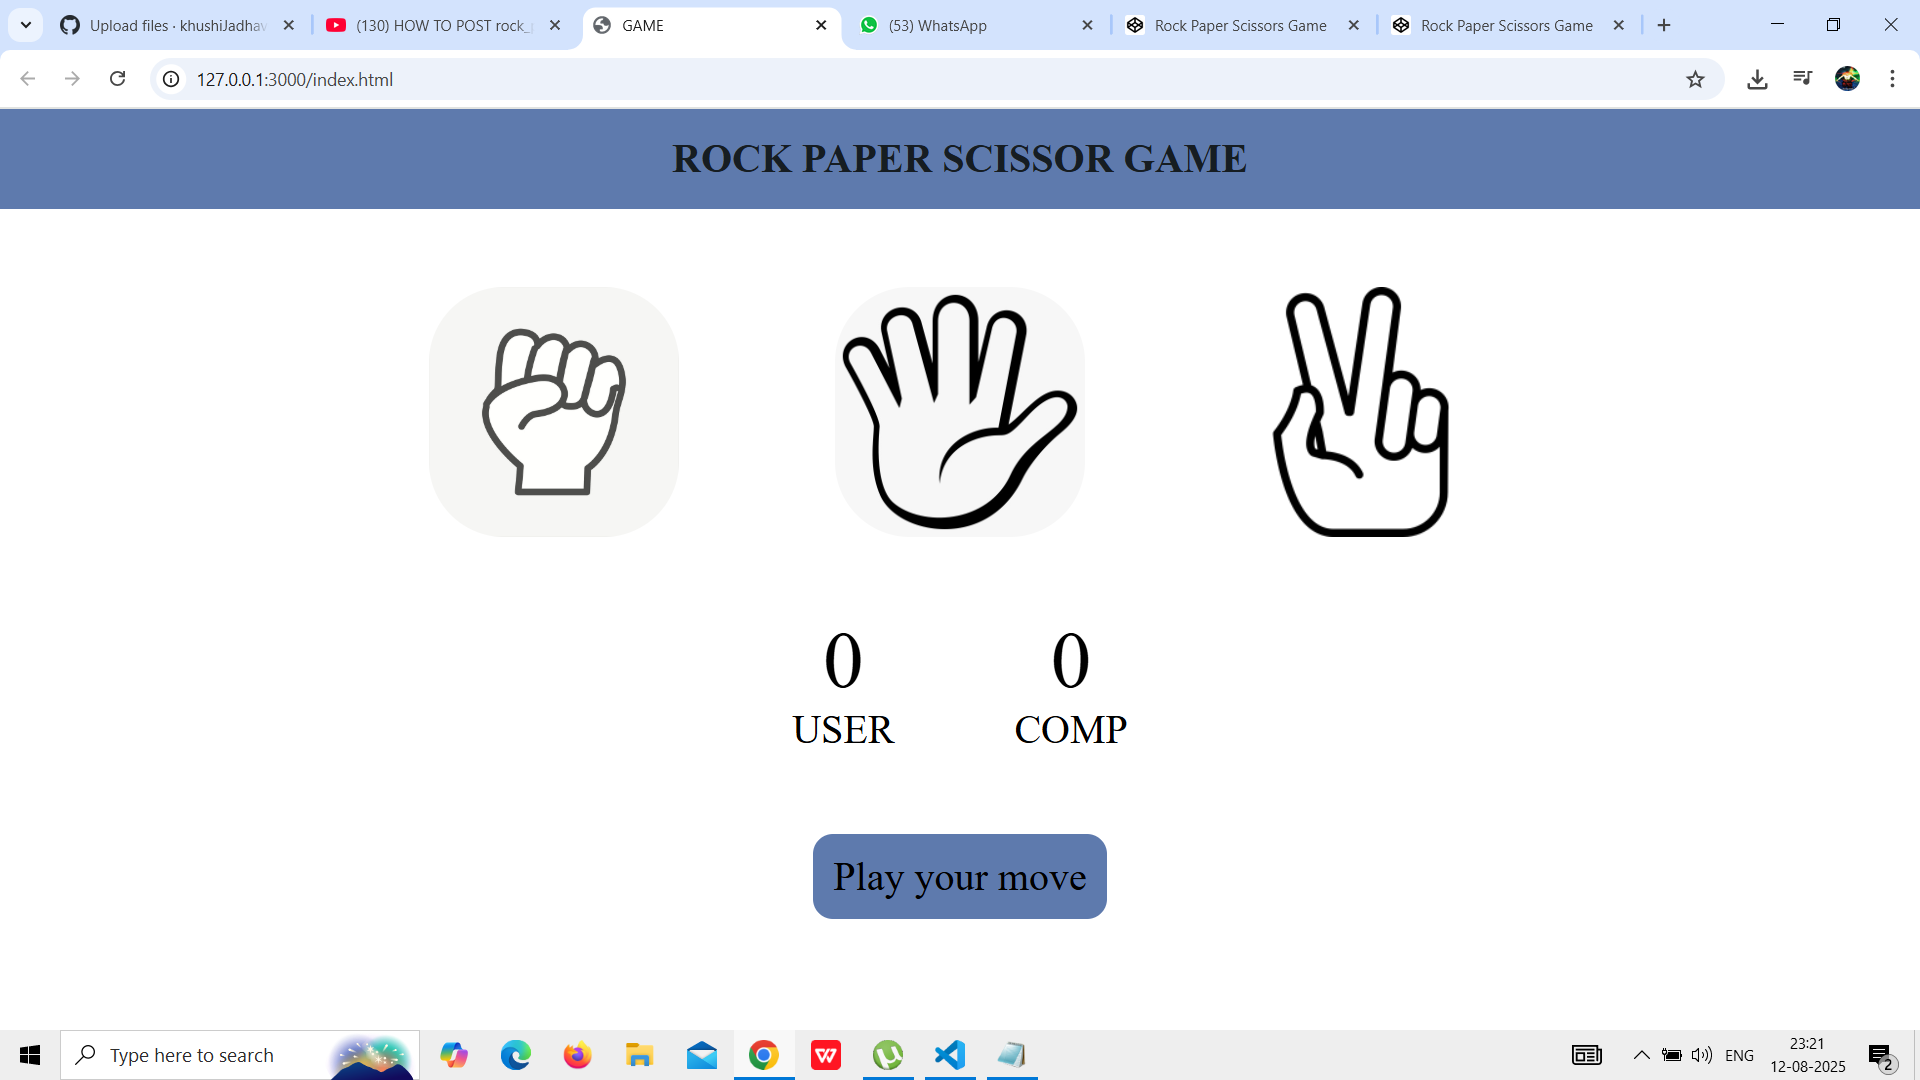 Upload files · khushiJadhav
(130) HOW TO POST rock_p
GAME
(53) WhatsApp
Rock Paper Scissors Game
Rock Paper Scissors Game
127.0.0.1:3000/index.html
ROCK PAPER SCISSOR GAME
0
0
USER
COMP
Play your move
Type here to search
W
ENG
23:21
12-08-2025
2